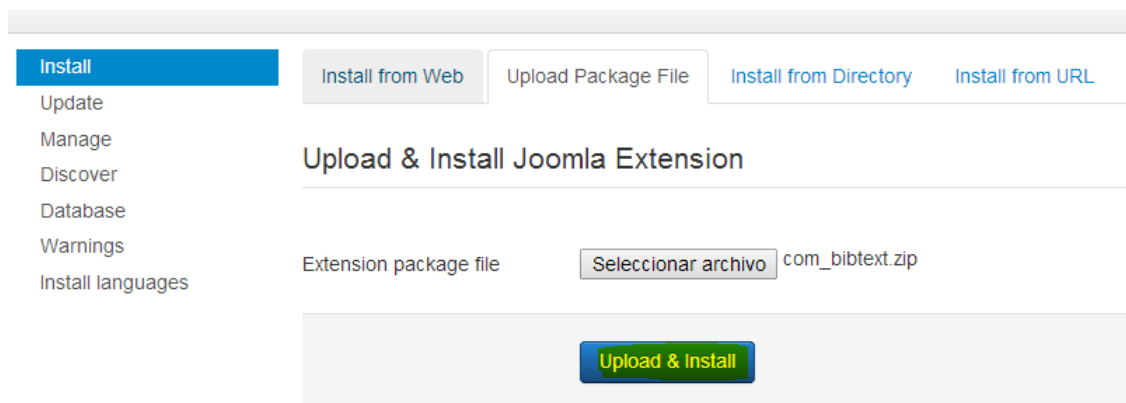 Install
Update
Manage
Discover
Database
Warnings
Install languages
Install from Web Upload Package File Install from Directory Install from URL
Upload & Install Joomla Extension
Extension package file Seleccionar archivo com_bibtext.zip
Upload & Install